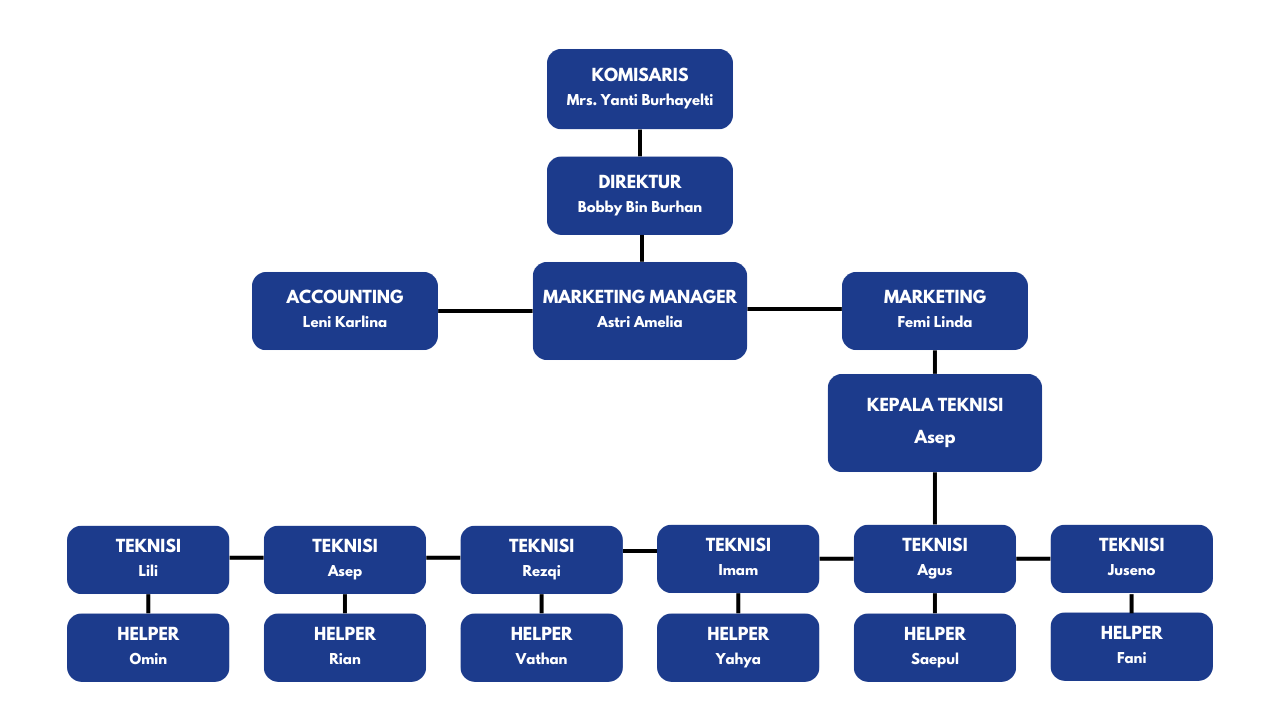 KOMISARIS
Mrs. Yanti Burhayelti
DIREKTUR
Bobby Bin Burhan
ACCOUNTING
Leni Karlina
MARKETING MANAGER
Astri Amelia
MARKETING
Femi Linda
KEPALA TEKNISI
Asep
TEKNISI
Lili
TEKNISI
Asep
TEKNISI
Rezqi
TEKNISI
Imam
TEKNISI
Agus
TEKNISI
Juseno
HELPER
Omin
HELPER
Rian
HELPER
Vathan
HELPER
Yahya
HELPER
Saepul
HELPER
Fani